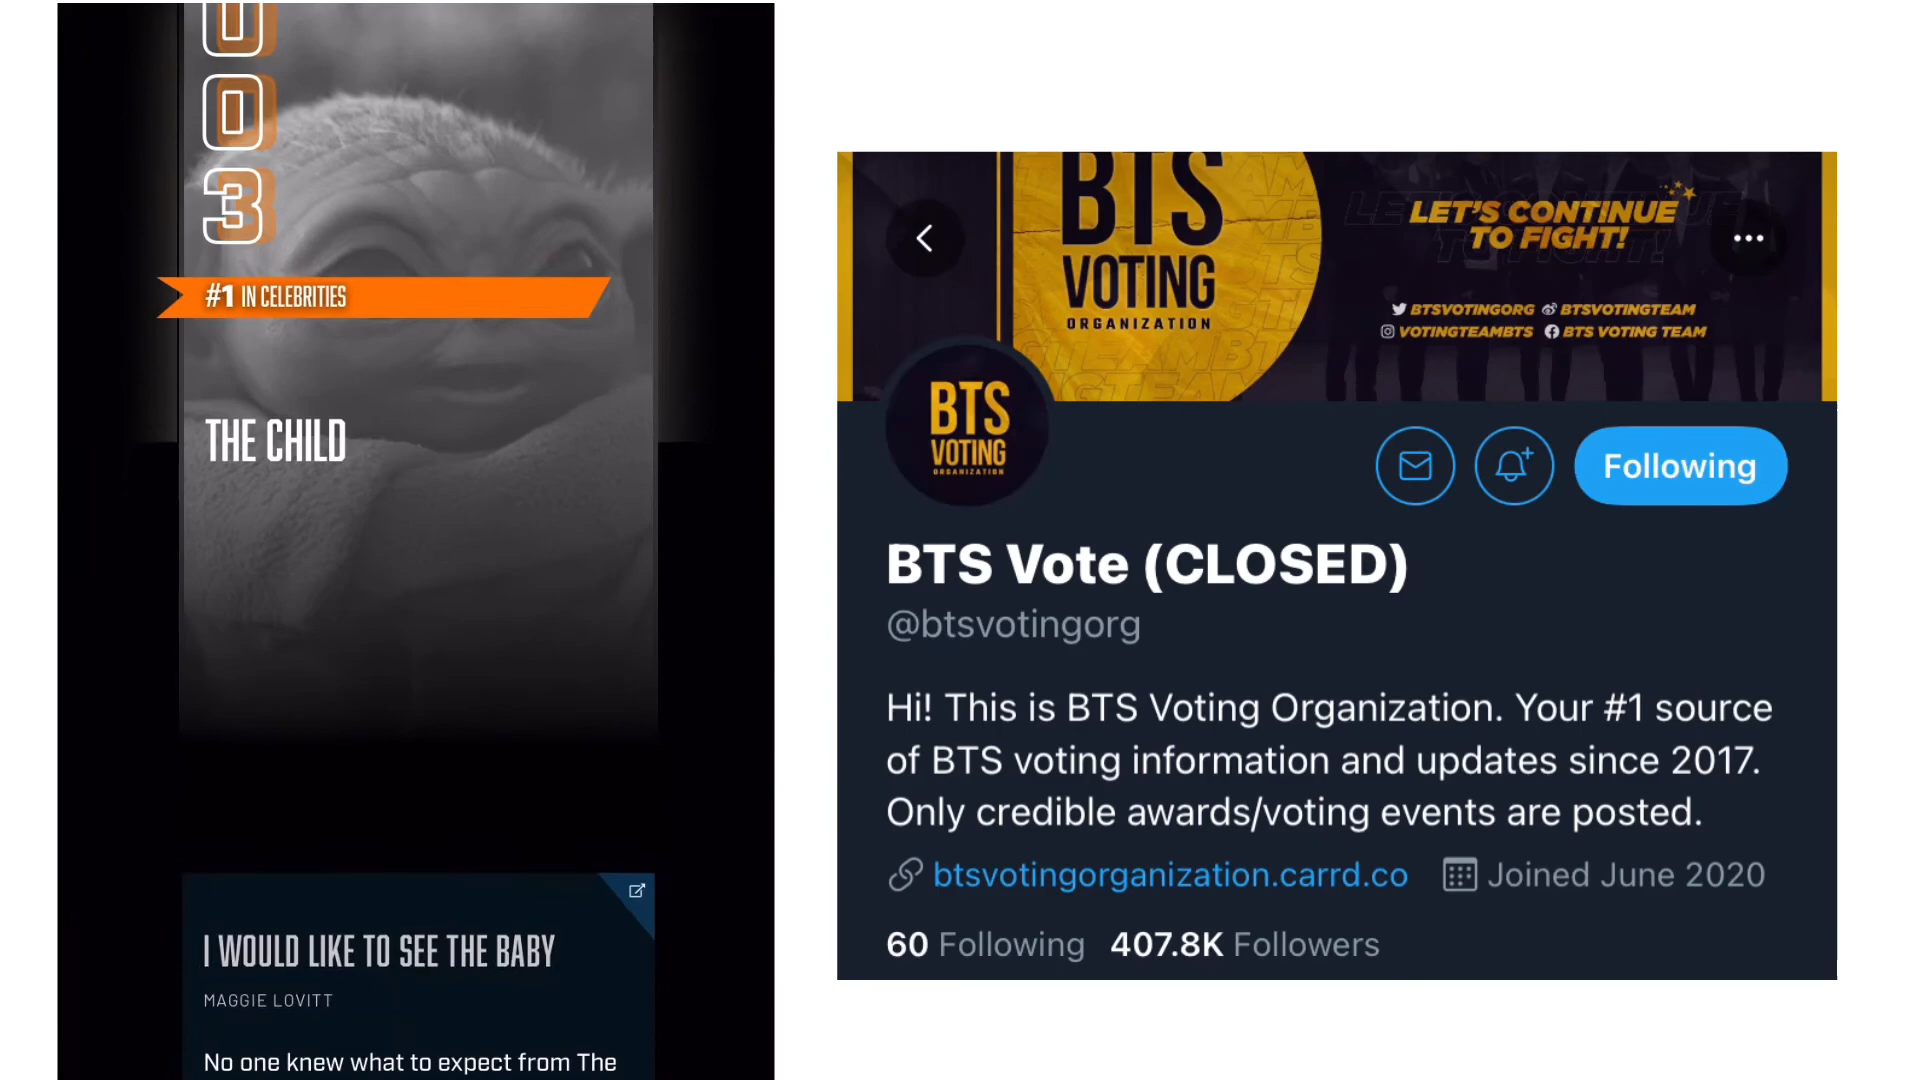 0
0
3
#1 IN CELEBRITIES
THE CHILD
I WOULD LIKE TO SEE THE BABY
MAGGIE LOVITT
No one knew what to expect from The
BTS
VOTING
ORGANIZATION
LET'S CONTINUE
TO FIGHT!
BTSVOTINGORG BTSVOTINGTEAM
VOTINGTEAMBTS BTS VOTING TEAM
BTS
VOTING
ORGANIZATION
Following
BTS Vote (CLOSED)
@btsvotingorg
Hi! This is BTS Voting Organization. Your #1 source
of BTS voting information and updates since 2017.
Only credible awards/voting events are posted.
btsvotingorganization.carrd.co Joined June 2020
60 Following 407.8K Followers